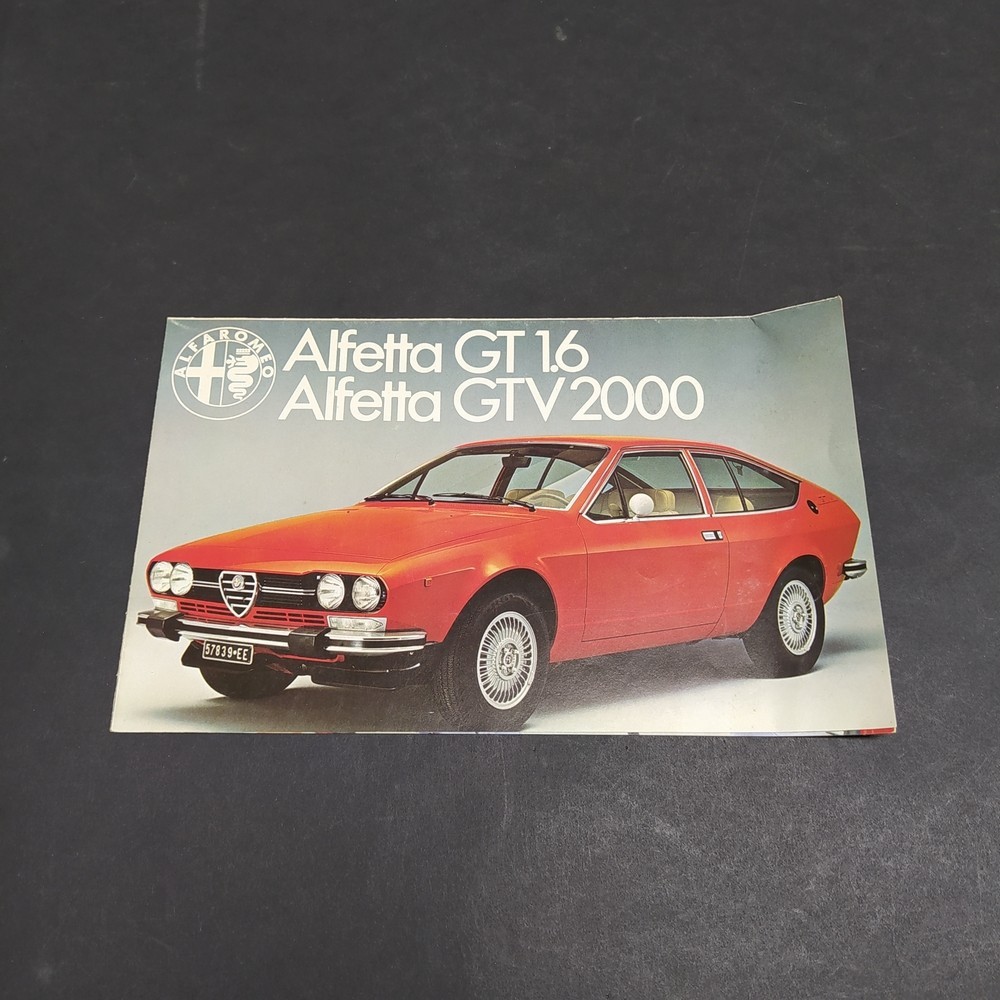 ALFA ROMEO
Alfetta GT 1.6
Alfetta GTV 2000
57839•EE